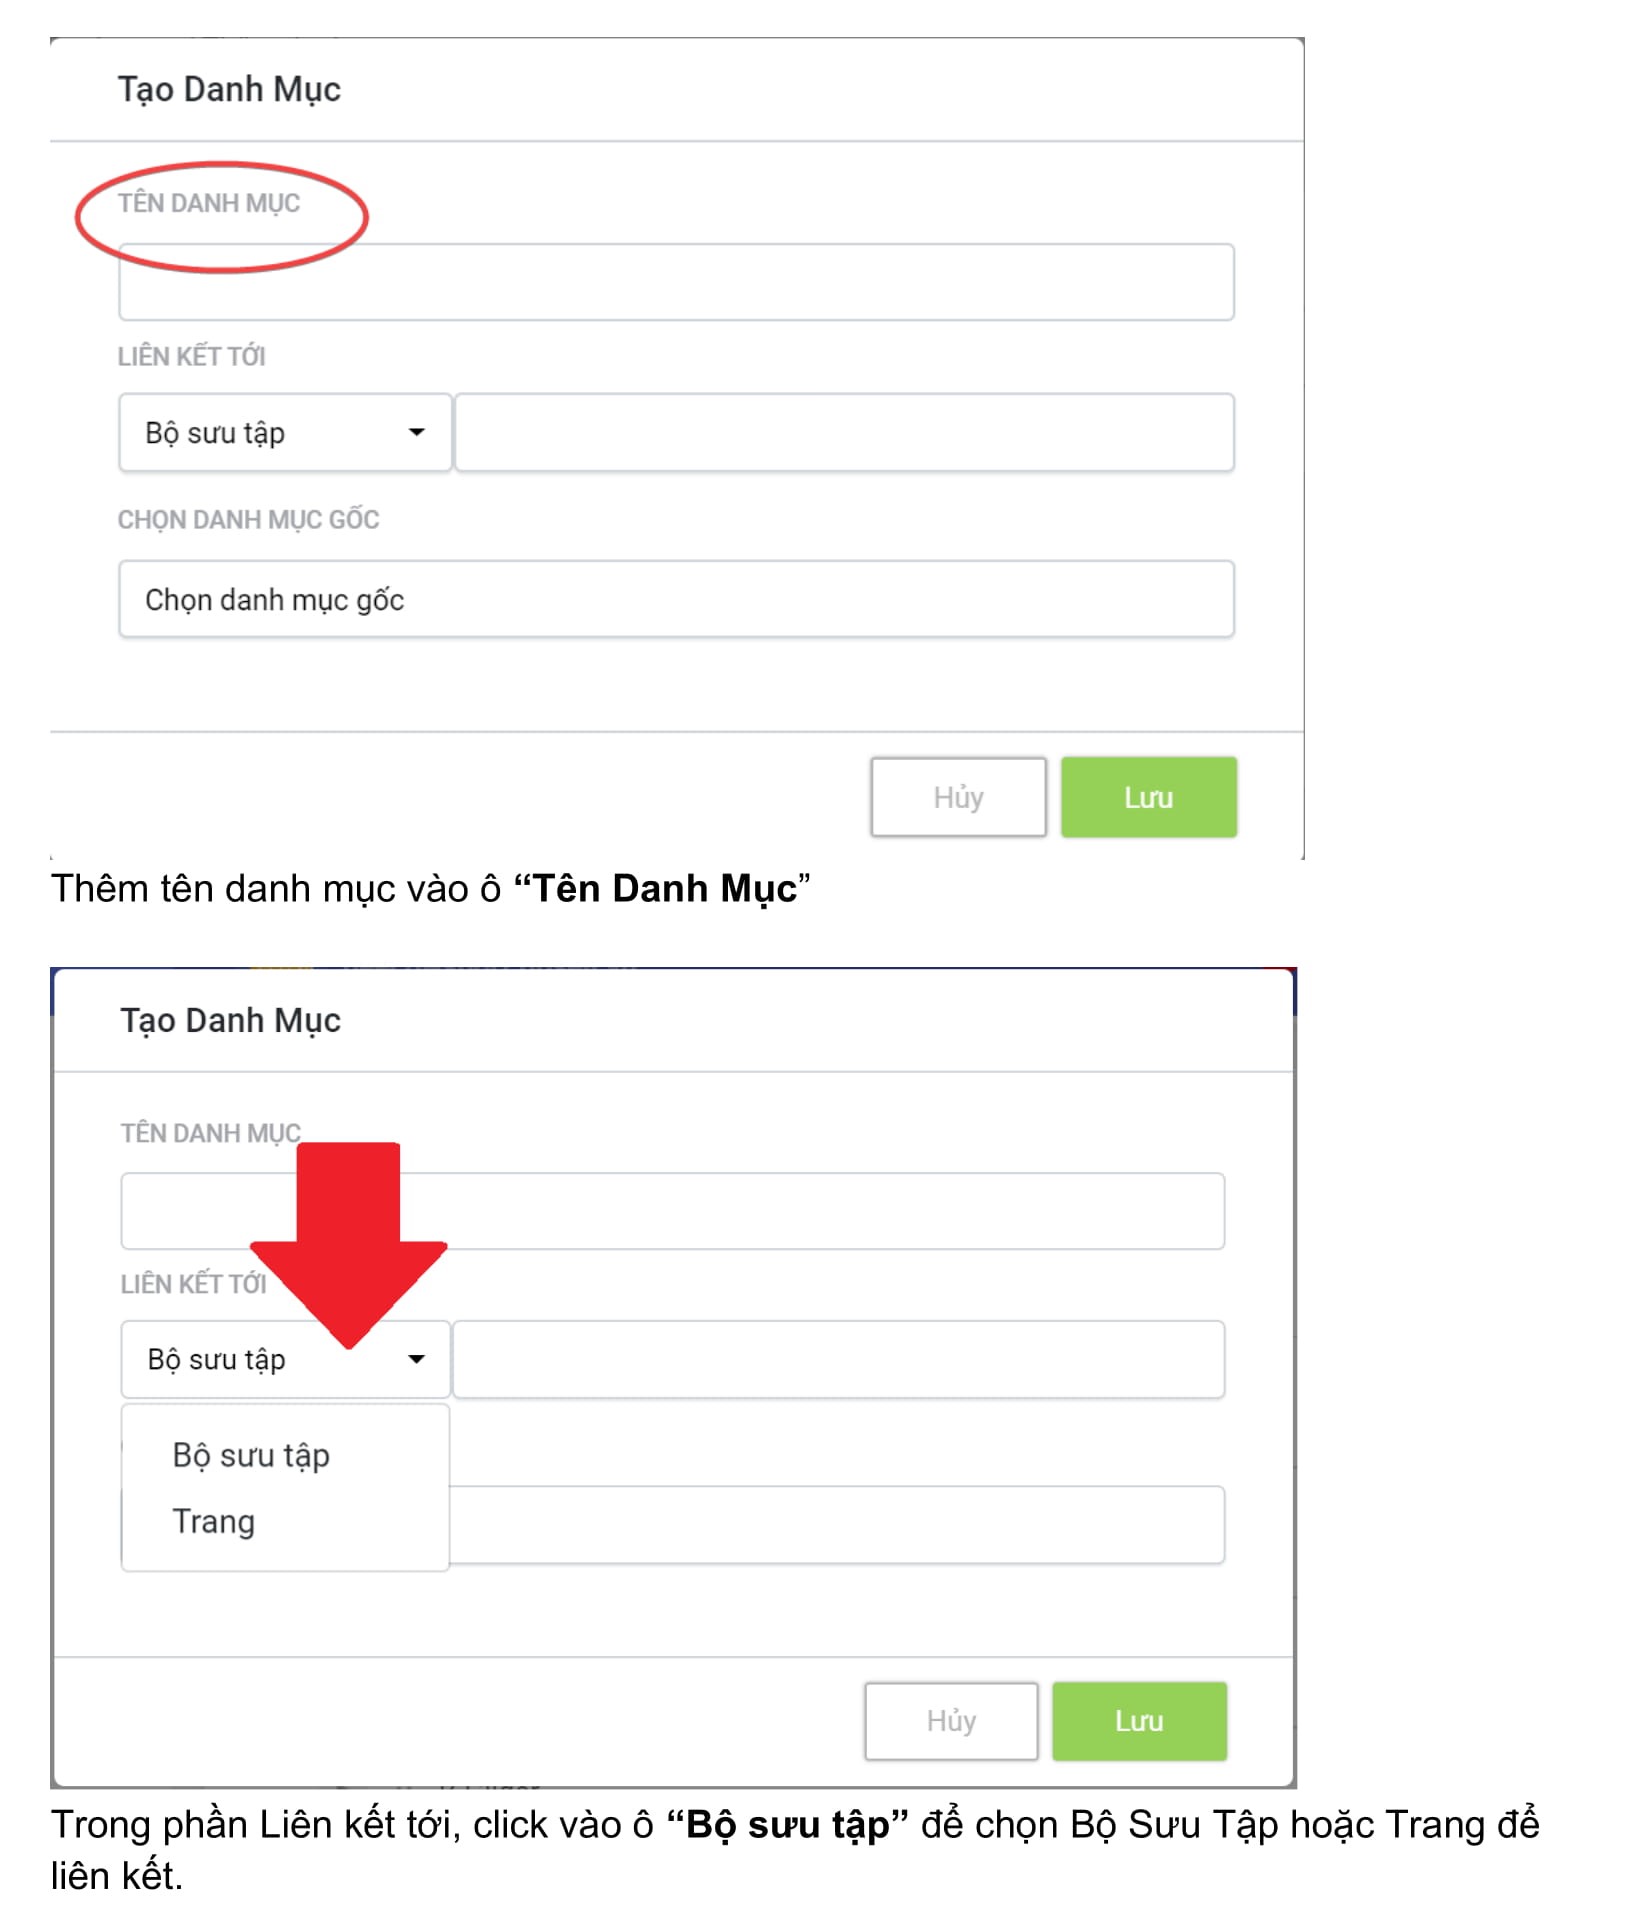 Tạo Danh Mục
TÊN DANH MỤC
LIÊN KẾT TỚI
Bộ sưu tập
CHỌN DANH MỤC GỐC
Chọn danh mục gốc
Hủy Lưu
Thêm tên danh mục vào ô “Tên Danh Mục”
Tạo Danh Mục
TÊN DANH MỤC
LIÊN KẾT TỚI
Bộ sưu tập
Bộ sưu tập
Trang
Hủy Lưu
Trong phần Liên kết tới, click vào ô “Bộ sưu tập” để chọn Bộ Sưu Tập hoặc Trang để
liên kết.